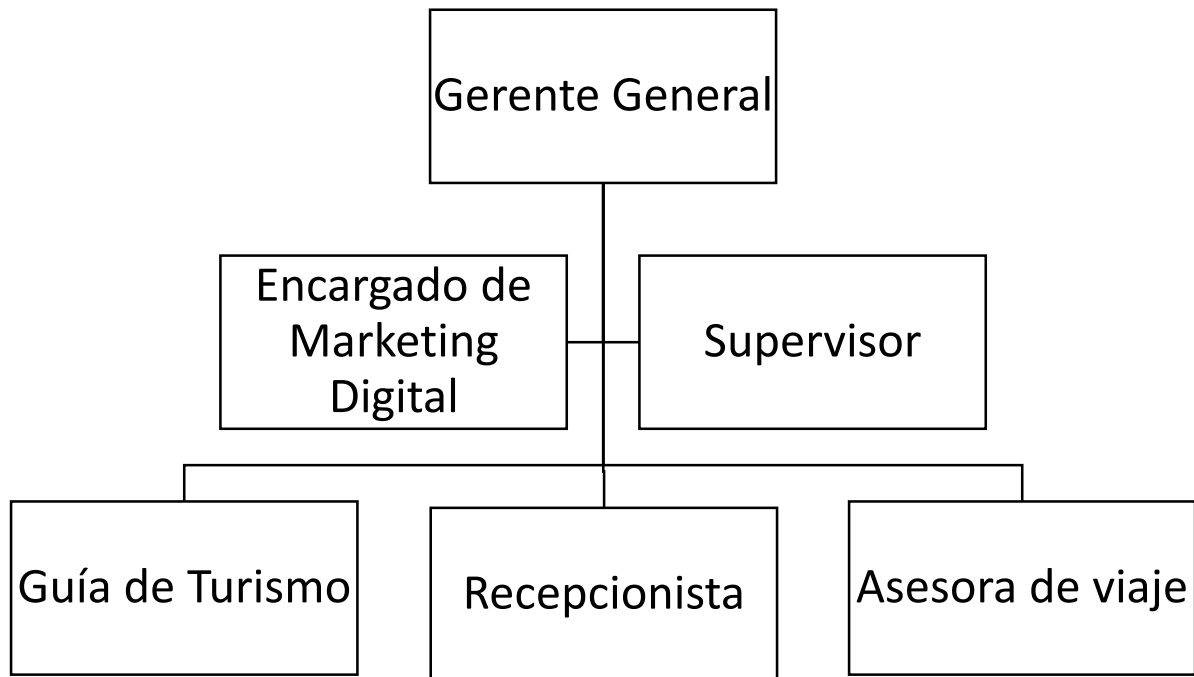 Gerente General
Encargado de
Marketing
Digital
Supervisor
Guía de Turismo
Recepcionista
Asesora de viaje